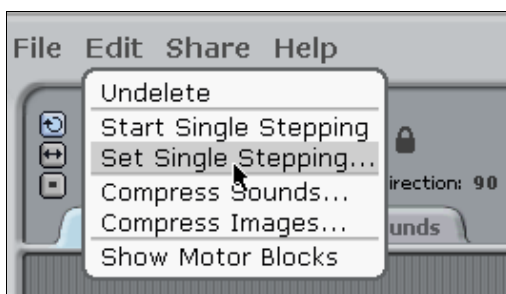 File Edit Share Help
Undelete
Start Single Stepping
Set Single Stepping...
irection: 90
Compress Sounds...
Compress Images...
unds
Show Motor Blocks